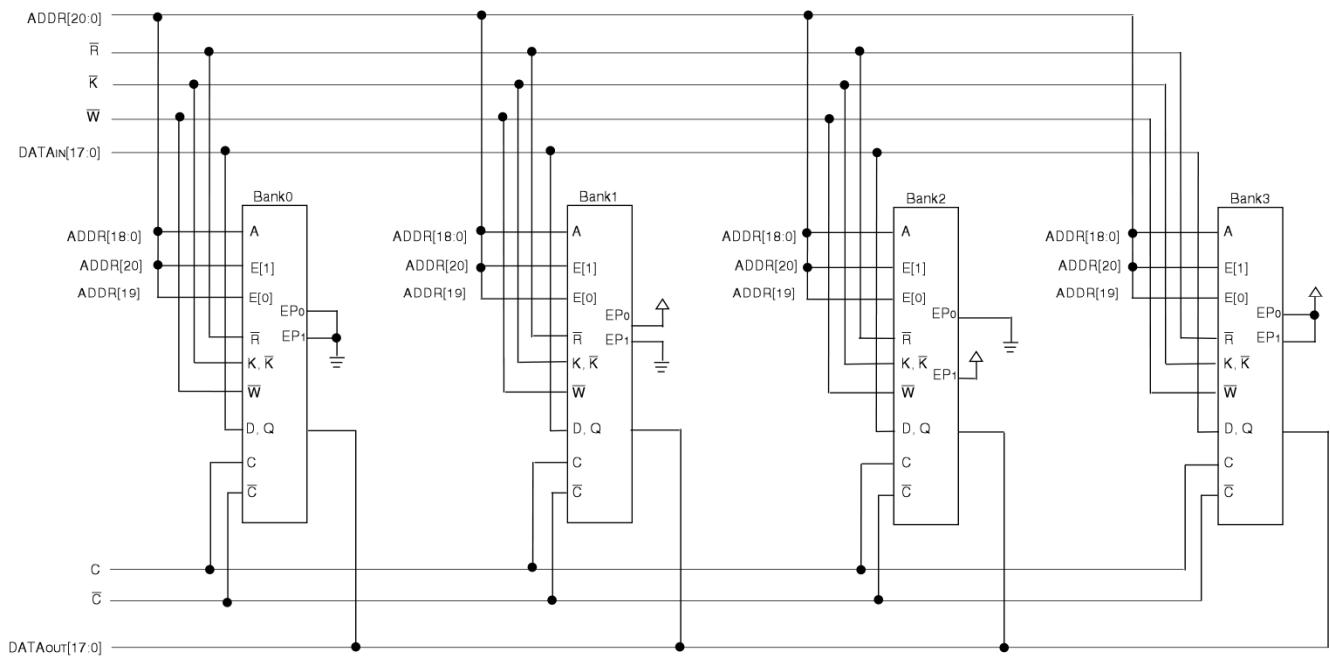 ADDR[20:0]
R̅
K̅
W̅
DATAIN[17:0]
Bank0
Bank1
Bank2
Bank3
ADDR[18:0]
A
ADDR[20]
E[1]
ADDR[19]
E[0]
EP0
EP1
R̅
K, K̅
W̅
D, Q
C
C̅
ADDR[18:0]
A
ADDR[20]
E[1]
ADDR[19]
E[0]
EP0
EP1
R̅
K, K̅
W̅
D, Q
C
C̅
ADDR[18:0]
A
ADDR[20]
E[1]
ADDR[19]
E[0]
EP0
R̅
K, K̅
EP1
W̅
D, Q
C
C̅
ADDR[18:0]
A
ADDR[20]
E[1]
ADDR[19]
E[0]
EP0
EP1
R̅
K, K̅
W̅
D, Q
C
C̅
C
C̅
DATAOUT[17:0]